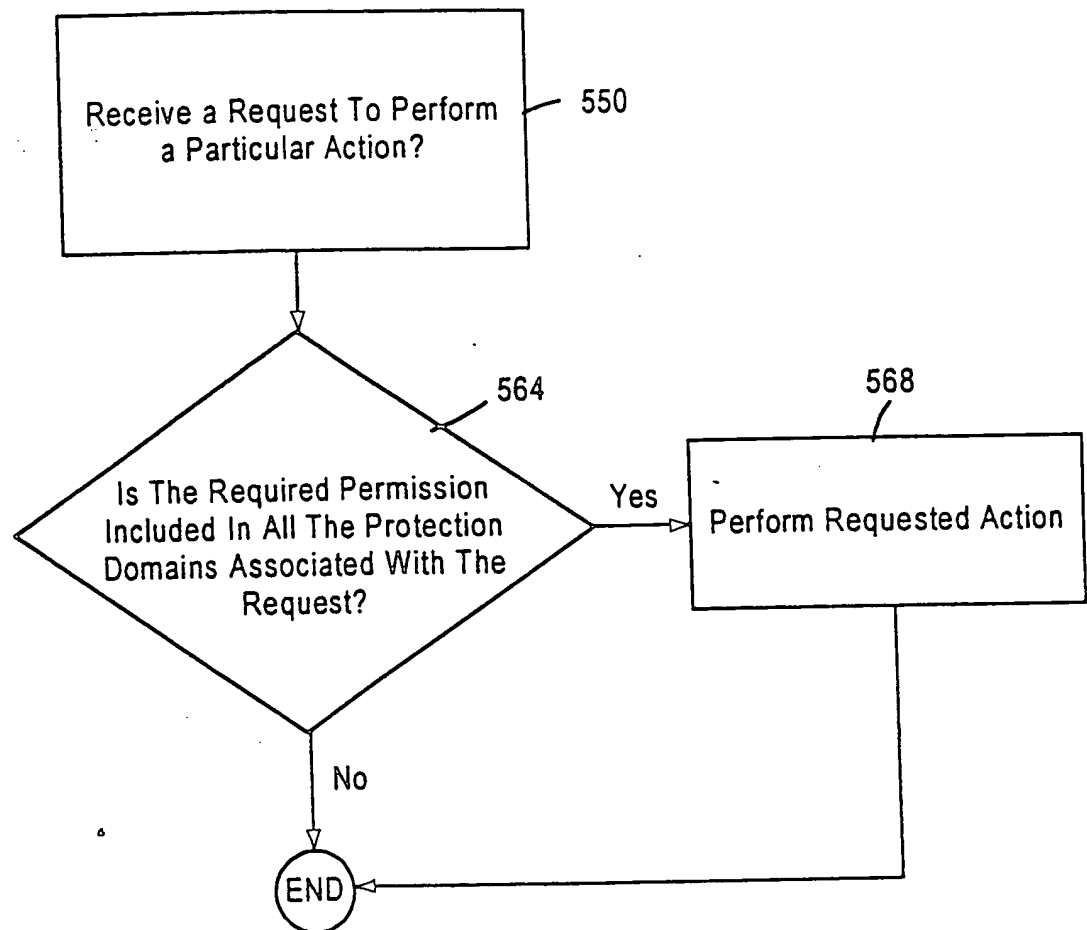 Receive a Request To Perform
a Particular Action?
550
564
Is The Required Permission
Included In All The Protection
Domains Associated With The
Request?
Yes
568
Perform Requested Action
No
END